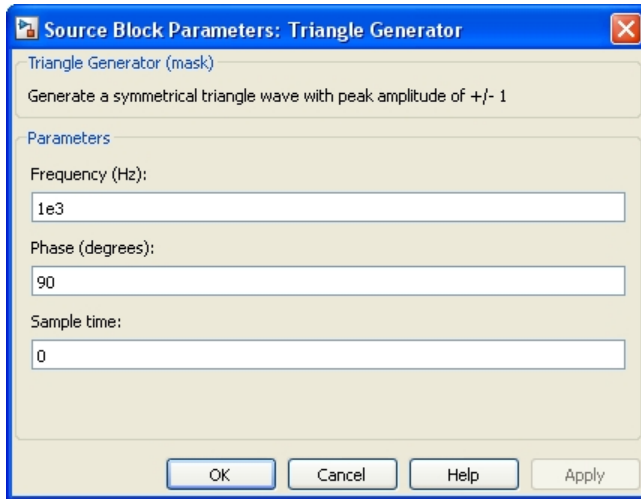 Source Block Parameters: Triangle Generator
Triangle Generator (mask)
Generate a symmetrical triangle wave with peak amplitude of +/- 1
Parameters
Frequency (Hz):
1e3
Phase (degrees):
90
Sample time:
0
OK Cancel Help Apply